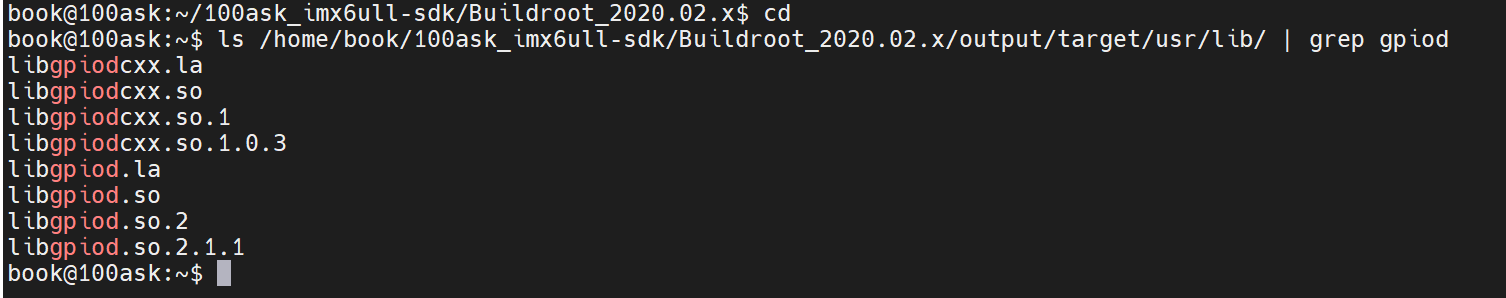 book@100ask:~/100ask_imx6ull-sdk/Buildroot_2020.02.x$ cd
book@100ask:~$ ls /home/book/100ask_imx6ull-sdk/Buildroot_2020.02.x/output/target/usr/lib/ | grep gpiod
libgpiodcxx.la
libgpiodcxx.so
libgpiodcxx.so.1
libgpiodcxx.so.1.0.3
libgpiod.la
libgpiod.so
libgpiod.so.2
libgpiod.so.2.1.1
book@100ask:~$